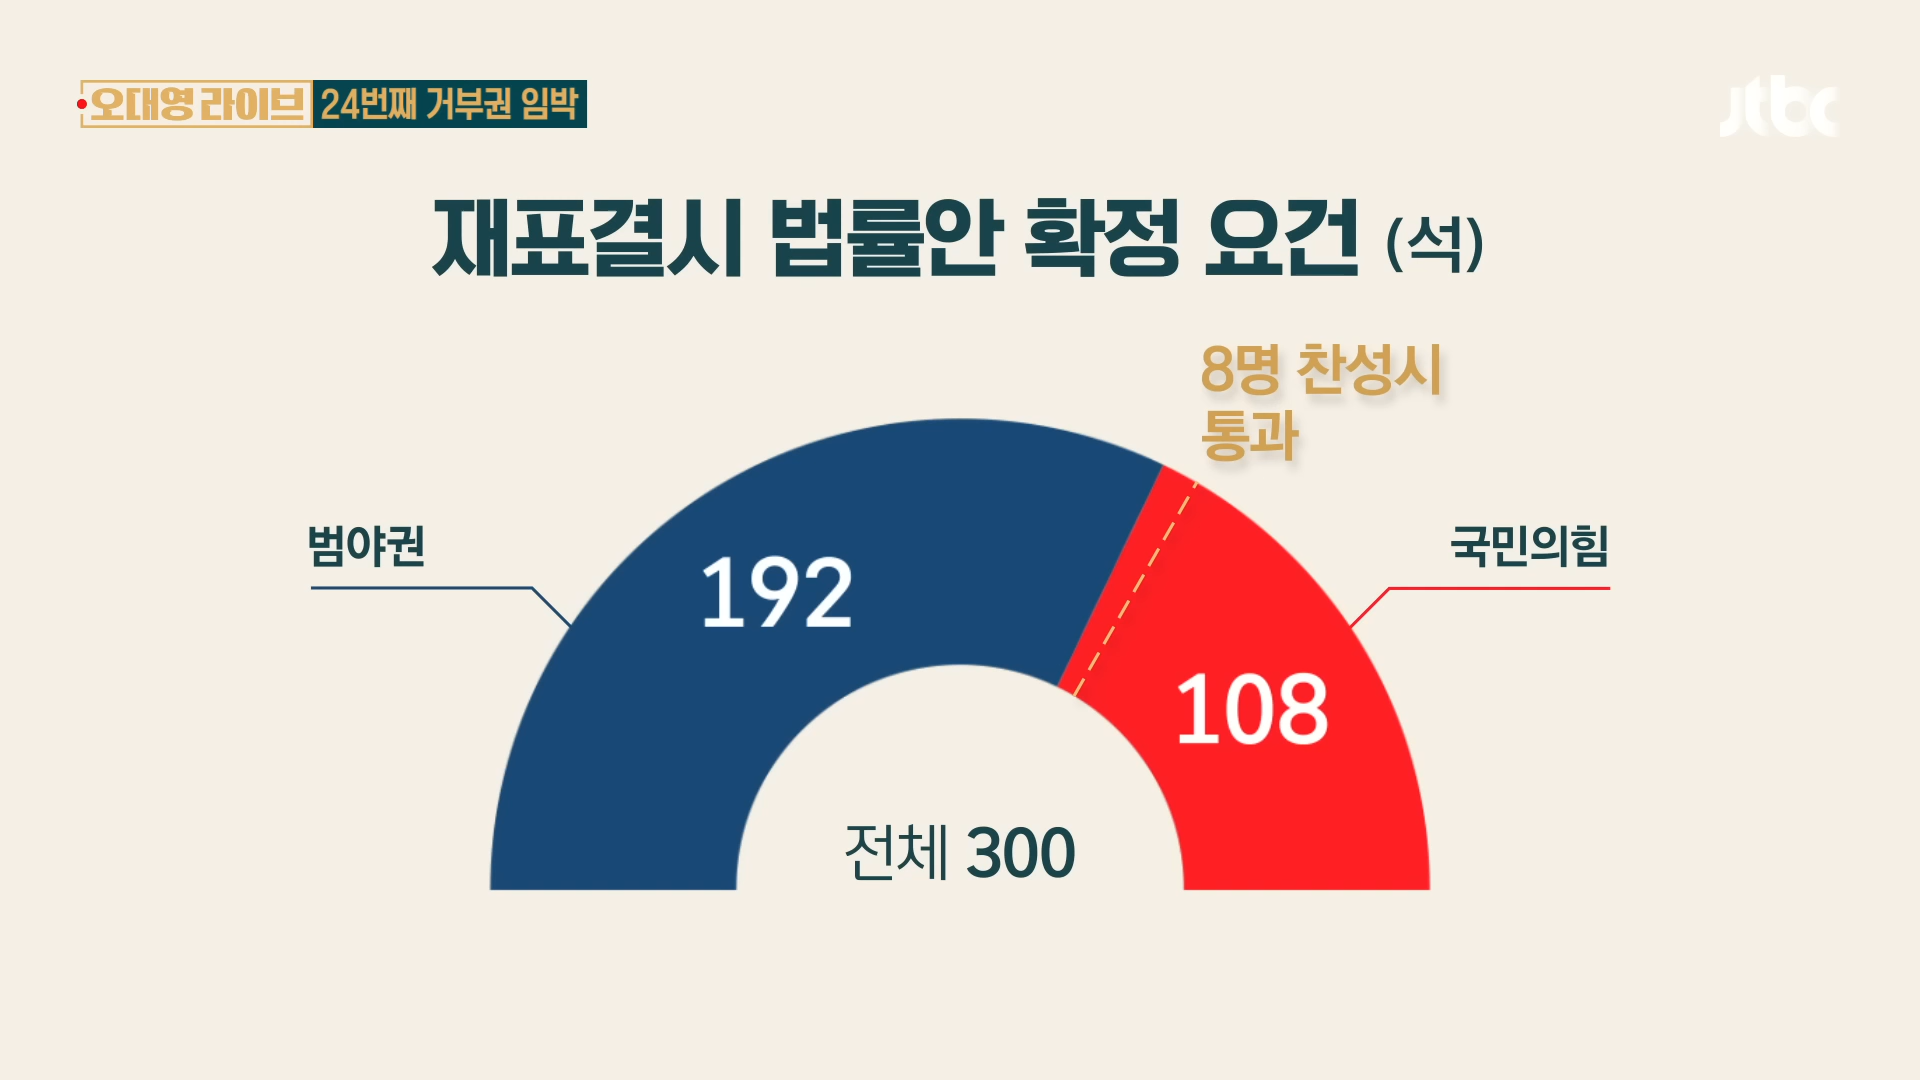 오대영 라이브 24번째 거부권 임박
jtbc
재표결시 법률안 확정 요건 (석)
8명 찬성시
통과
범야권
국민의힘
192
108
전체 300